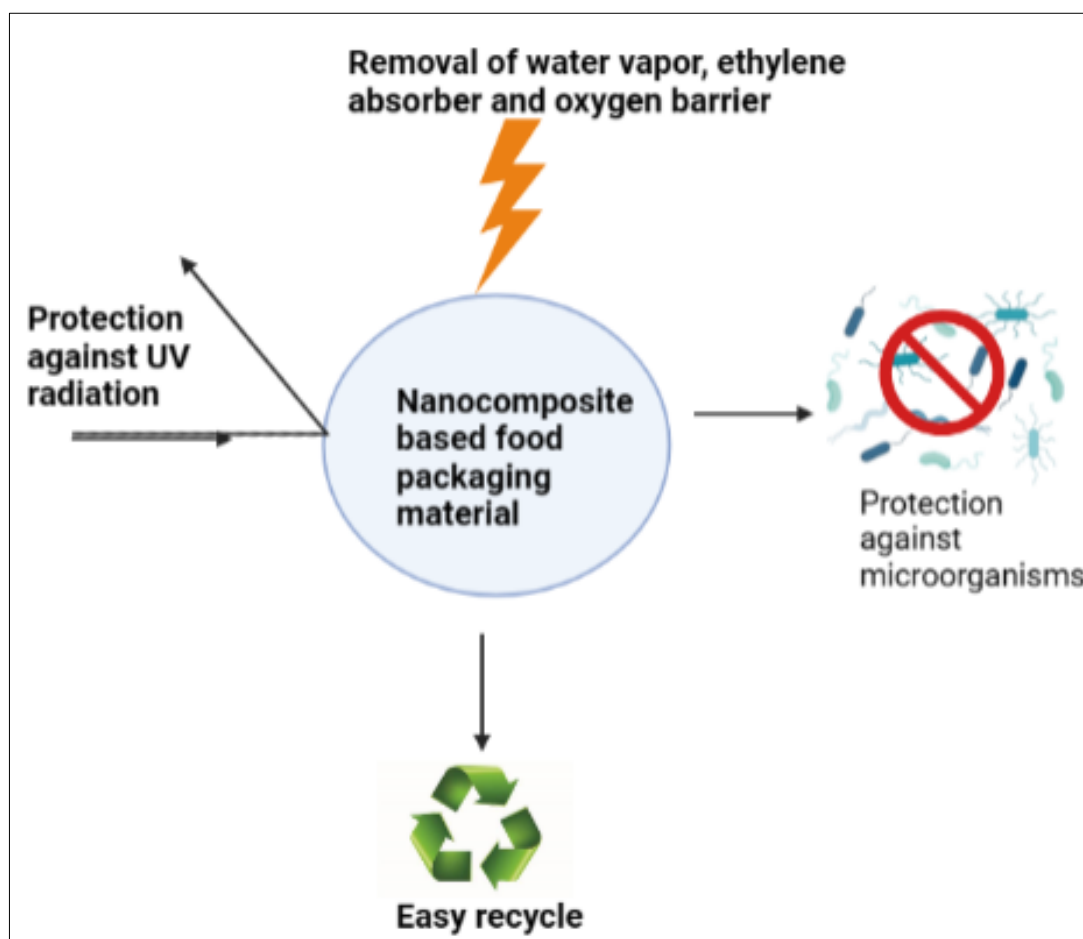 Removal of water vapor, ethylene
absorber and oxygen barrier
Protection
against UV
radiation
Nanocomposite
based food
packaging
material
Protection
against
microorganisms
Easy recycle